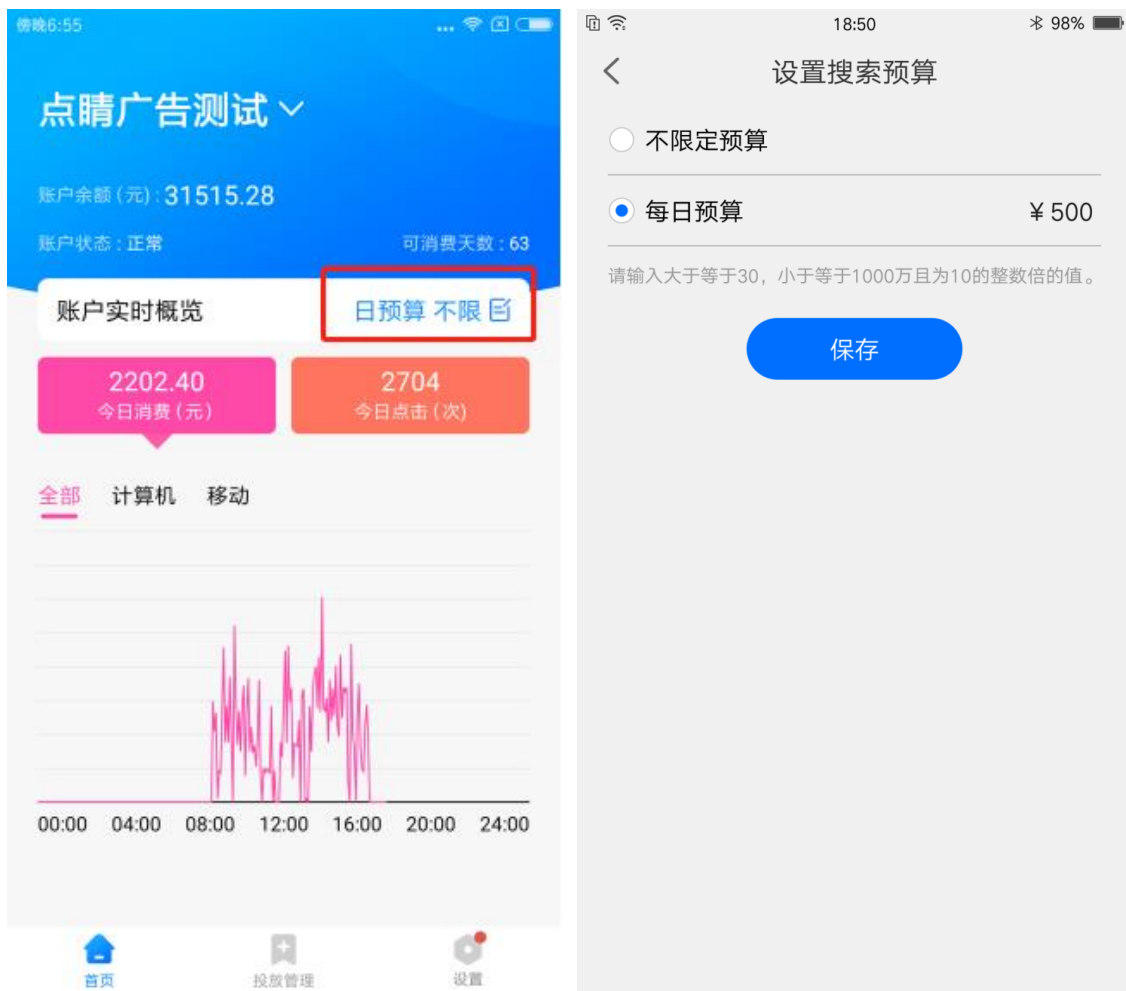 傍晚6:55
点睛广告测试
账户余额(元):31515.28
账户状态:正常
可消费天数:63
账户实时概览
日预算 不限
2202.40
今日消费(元)
2704
今日点击(次)
全部 计算机 移动
00:00 04:00 08:00 12:00 16:00 20:00 24:00
首页 投放管理 设置
18:50
98%
设置搜索预算
不限定预算
每日预算
¥500
请输入大于等于30，小于等于1000万且为10的整数倍的值。
保存